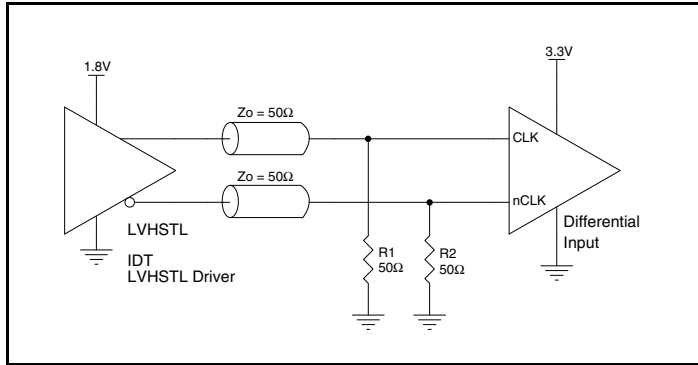 1.8V
3.3V
Zo = 50Ω
CLK
Zo = 50Ω
nCLK
LVHSTL
IDT
LVHSTL Driver
R1
50Ω
R2
50Ω
Differential
Input